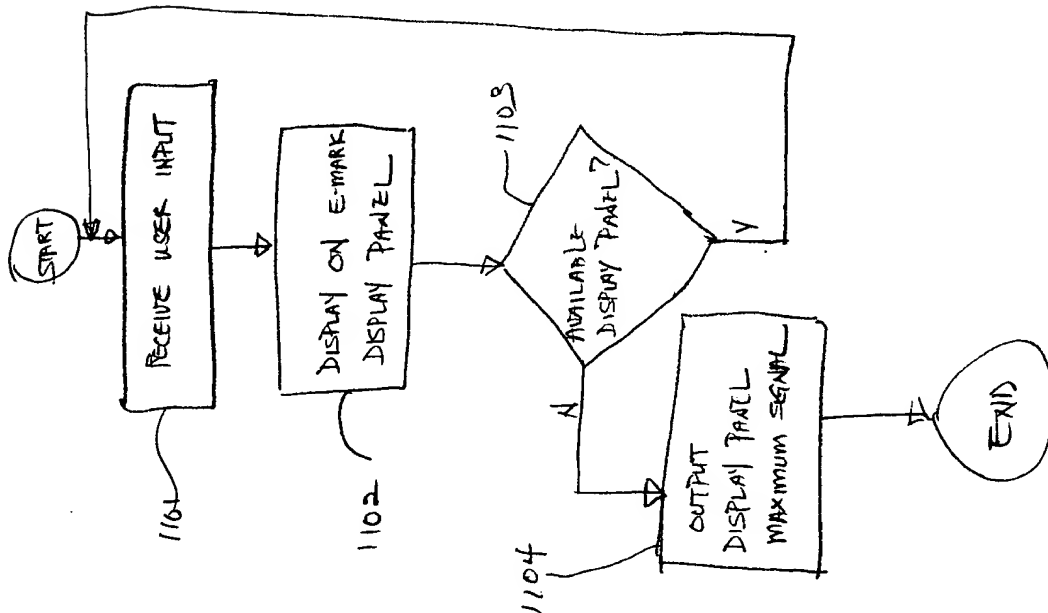 START
RECEIVE USER INPUT
1101
DISPLAY ON E-MARK
DISPLAY PANEL
1102
1103
AVAILABLE
DISPLAY PANEL?
Y
N
OUTPUT
DISPLAY PANEL
MAXIMUM SIGNAL
1104
END